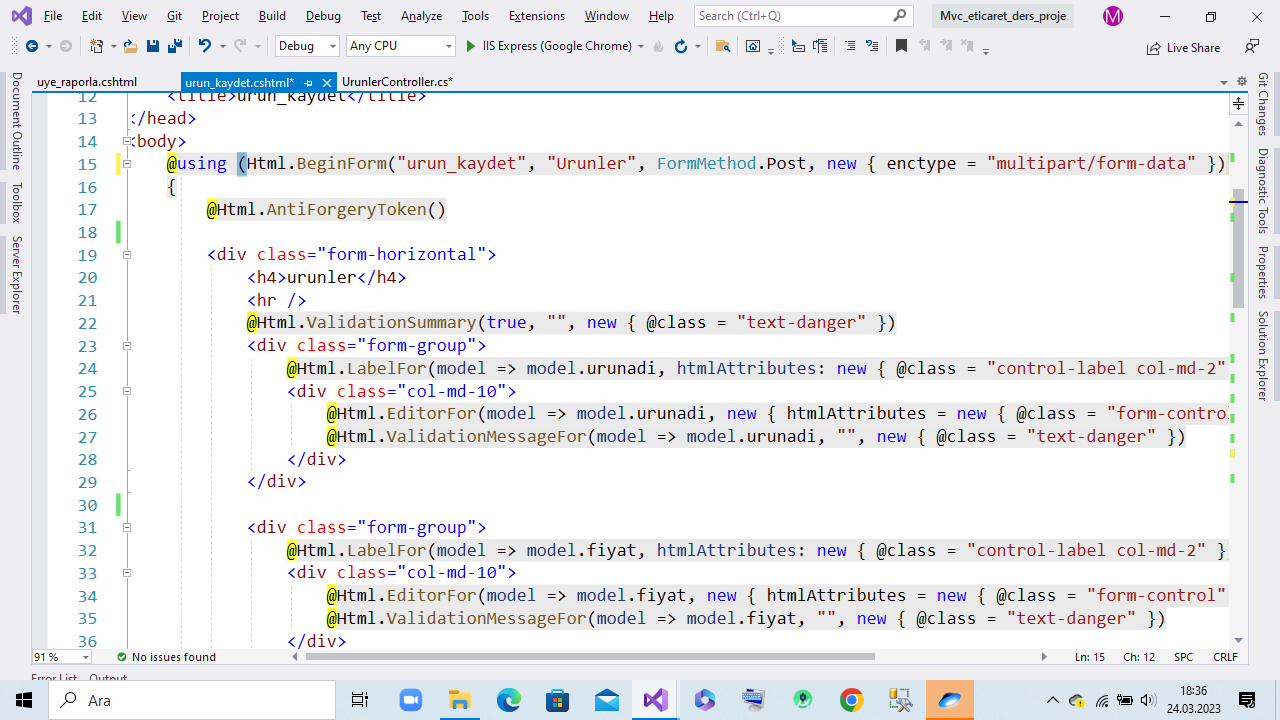 File Edit View Git Project Build Debug Test Analyze Tools Extensions Window Help Search (Ctrl+Q) Mvc_eticaret_ders_proje M
Debug Any CPU IIS Express (Google Chrome) Live Share
uye_raporla.cshtml urun_kaydet.cshtml* UrunlerController.cs*
Document Outline
Toolbox
Server Explorer
12 <title>urun_kaydet</title>
13 </head>
14 <body>
15 @using (Html.BeginForm("urun_kaydet", "Urunler", FormMethod.Post, new { enctype = "multipart/form-data" })
16 {
17 @Html.AntiForgeryToken()
18
19 <div class="form-horizontal">
20 <h4>urunler</h4>
21 <hr />
22 @Html.ValidationSummary(true, "", new { @class = "text-danger" })
23 <div class="form-group">
24 @Html.LabelFor(model => model.urunadi, htmlAttributes: new { @class = "control-label col-md-2"
25 <div class="col-md-10">
26 @Html.EditorFor(model => model.urunadi, new { htmlAttributes = new { @class = "form-control
27 @Html.ValidationMessageFor(model => model.urunadi, "", new { @class = "text-danger" })
28 </div>
29 </div>
30
31 <div class="form-group">
32 @Html.LabelFor(model => model.fiyat, htmlAttributes: new { @class = "control-label col-md-2" }
33 <div class="col-md-10">
34 @Html.EditorFor(model => model.fiyat, new { htmlAttributes = new { @class = "form-control"
35 @Html.ValidationMessageFor(model => model.fiyat, "", new { @class = "text-danger" })
36 </div>
Git Changes
Diagnostic Tools
Properties
Solution Explorer
91 % No issues found Ln: 15 Ch: 12 SPC CRLF
Error List Output
Ara
18:36
24.03.2023